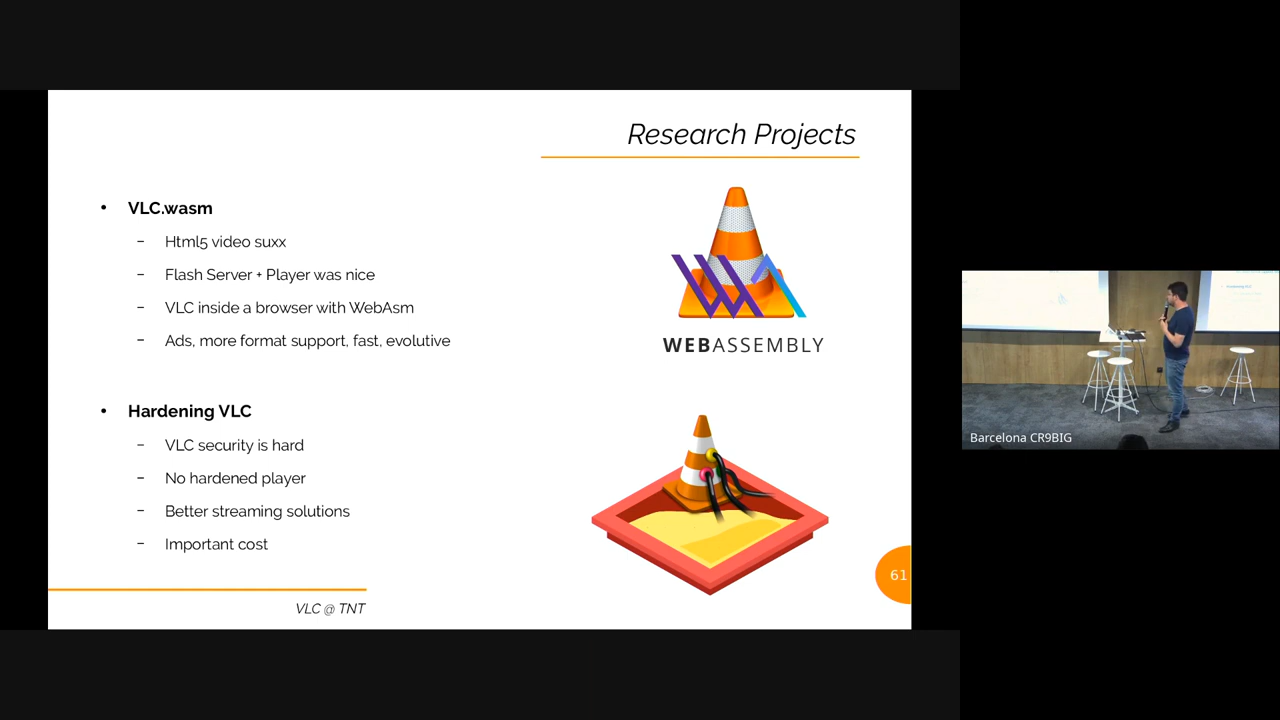 Research Projects
• VLC.wasm
– Html5 video suxx
– Flash Server + Player was nice
– VLC inside a browser with WebAsm
– Ads, more format support, fast, evolutive
WEBASSEMBLY
• Hardening VLC
– VLC security is hard
– No hardened player
– Better streaming solutions
– Important cost
61
VLC @ TNT
Hardening VLC
Barcelona CR9BIG